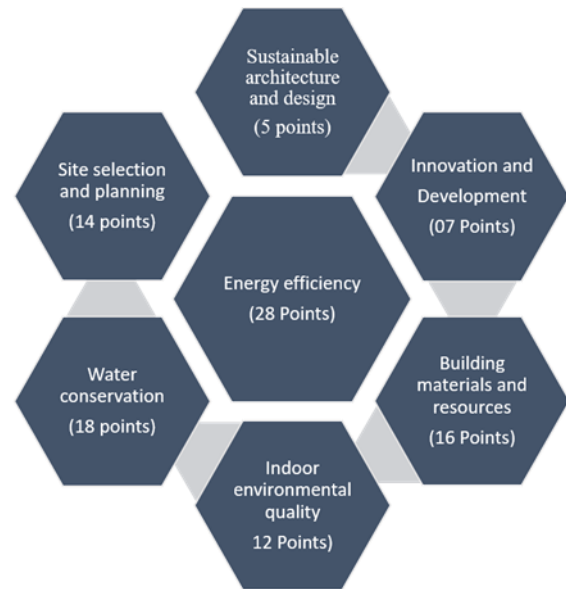 Sustainable
architecture
and design
(5 points)
Site selection
and planning
(14 points)
Innovation and
Development
(07 Points)
Energy efficiency
(28 Points)
Water
conservation
(18 points)
Building
materials and
resources
(16 Points)
Indoor
environmental
quality
12 Points)